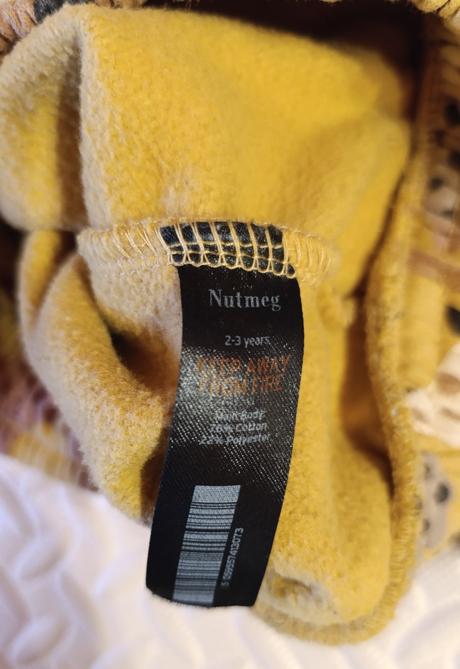 Nutmeg
2-3 years
KEEP AWAY
FROM FIRE
Main Body:
78% Cotton
22% Polyester